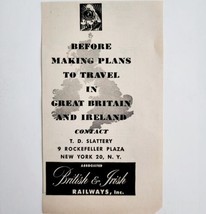 BEFORE
MAKING PLANS
TO TRAVEL
IN
GREAT BRITAIN
AND IRELAND
CONTACT
T. D. SLATTERY
9 ROCKEFELLER PLAZA
NEW YORK 20, N. Y.
British & Irish
RAILWAYS, Inc.